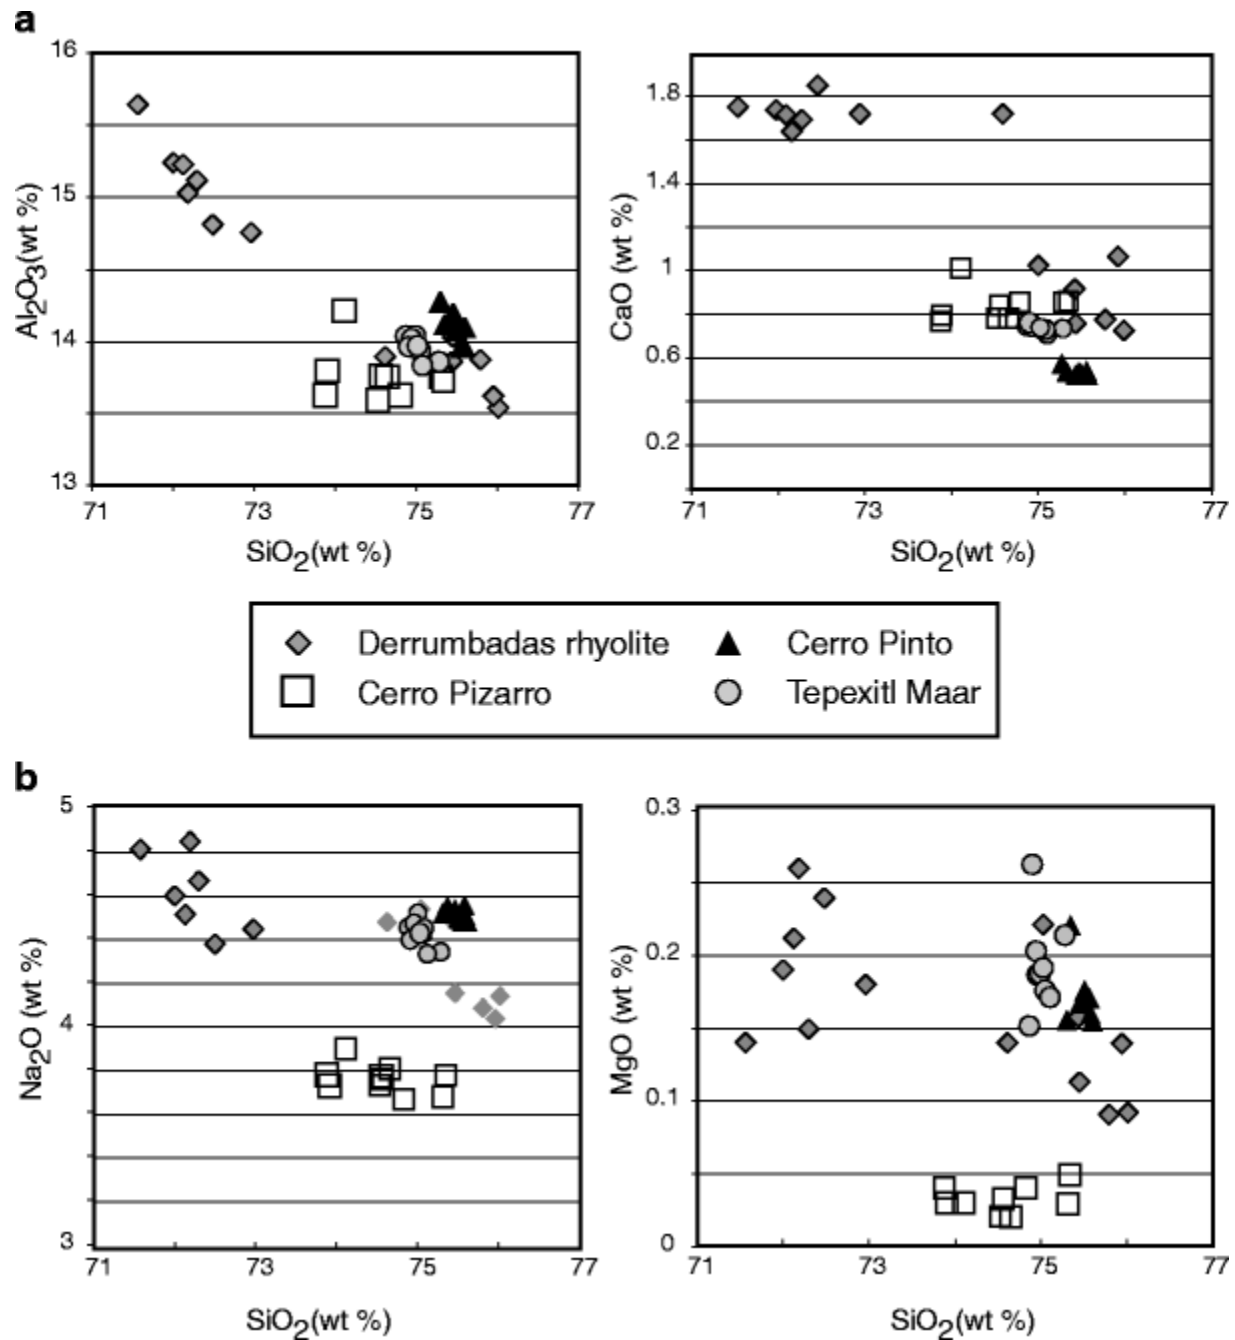 a
16
15
14
13
Al2O3(wt %)
71 73 75 77
SiO2(wt %)
1.8
1.4
1
0.6
0.2
CaO (wt %)
71 73 75 77
SiO2(wt %)
Derrumbadas rhyolite
Cerro Pinto
Cerro Pizarro
Tepexitl Maar
b
5
4
3
Na2O (wt %)
71 73 75 77
SiO2(wt %)
0.3
0.2
0.1
0
MgO (wt %)
71 73 75 77
SiO2(wt %)